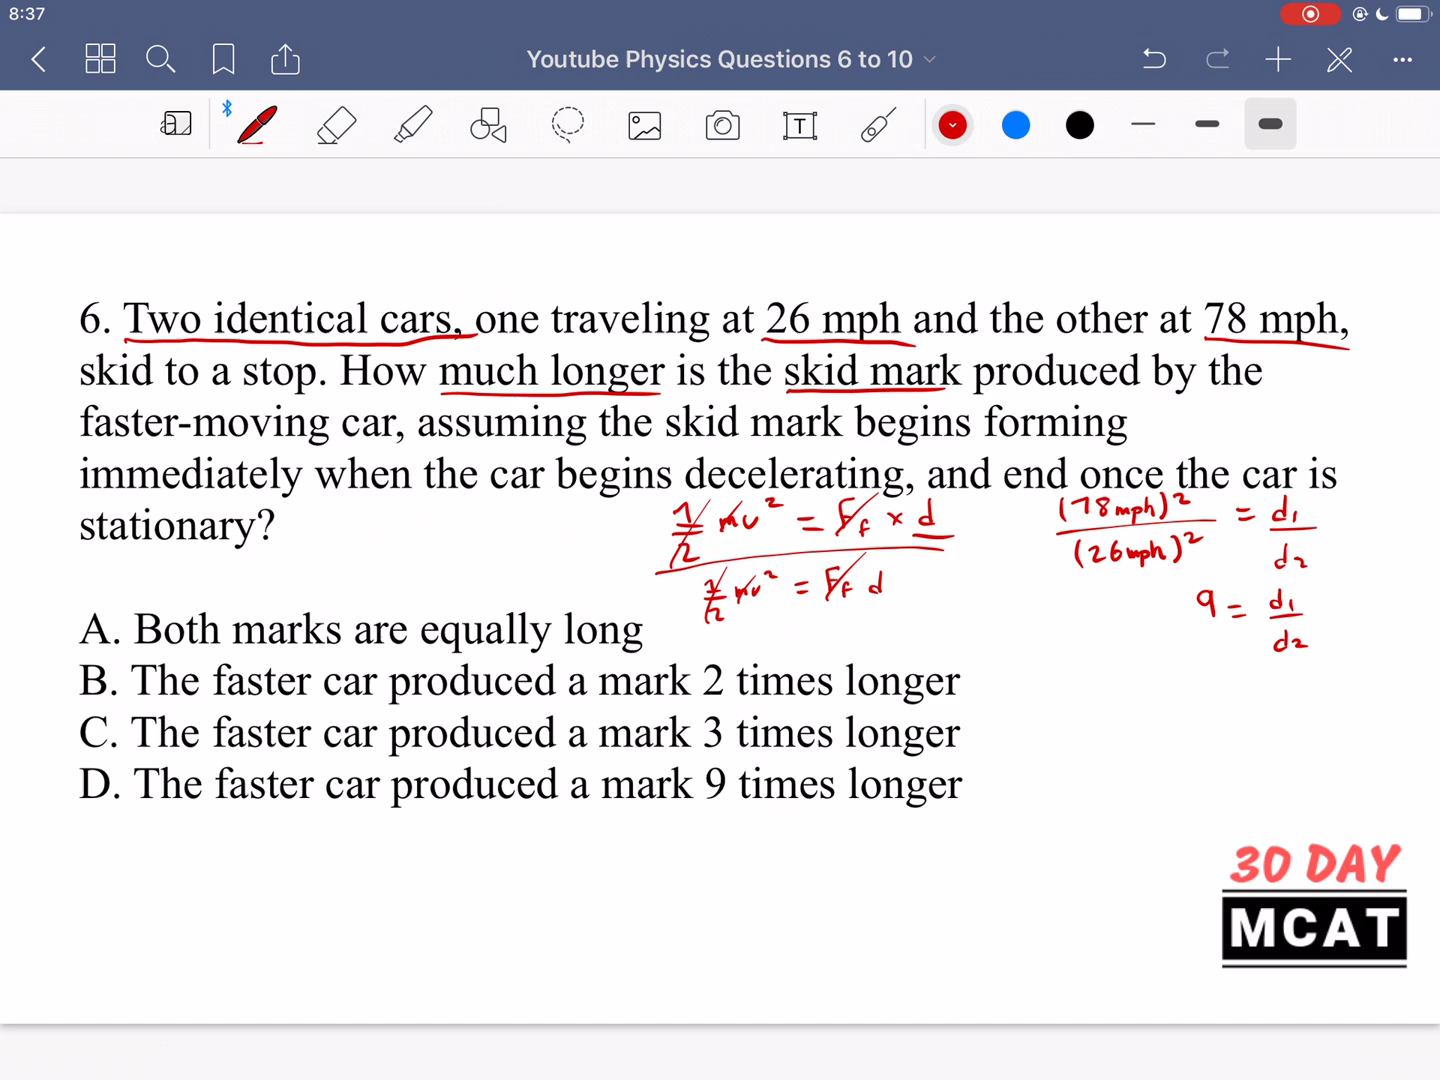 8:37
Youtube Physics Questions 6 to 10
6. Two identical cars, one traveling at 26 mph and the other at 78 mph,
skid to a stop. How much longer is the skid mark produced by the
faster-moving car, assuming the skid mark begins forming
immediately when the car begins decelerating, and end once the car is
stationary?
1/2 mv² = Ff × d
1/2 mv² = Ff d
(78mph)² / (26mph)² = d1 / d2
9 = d1 / d2
A. Both marks are equally long
B. The faster car produced a mark 2 times longer
C. The faster car produced a mark 3 times longer
D. The faster car produced a mark 9 times longer
30 DAY
MCAT